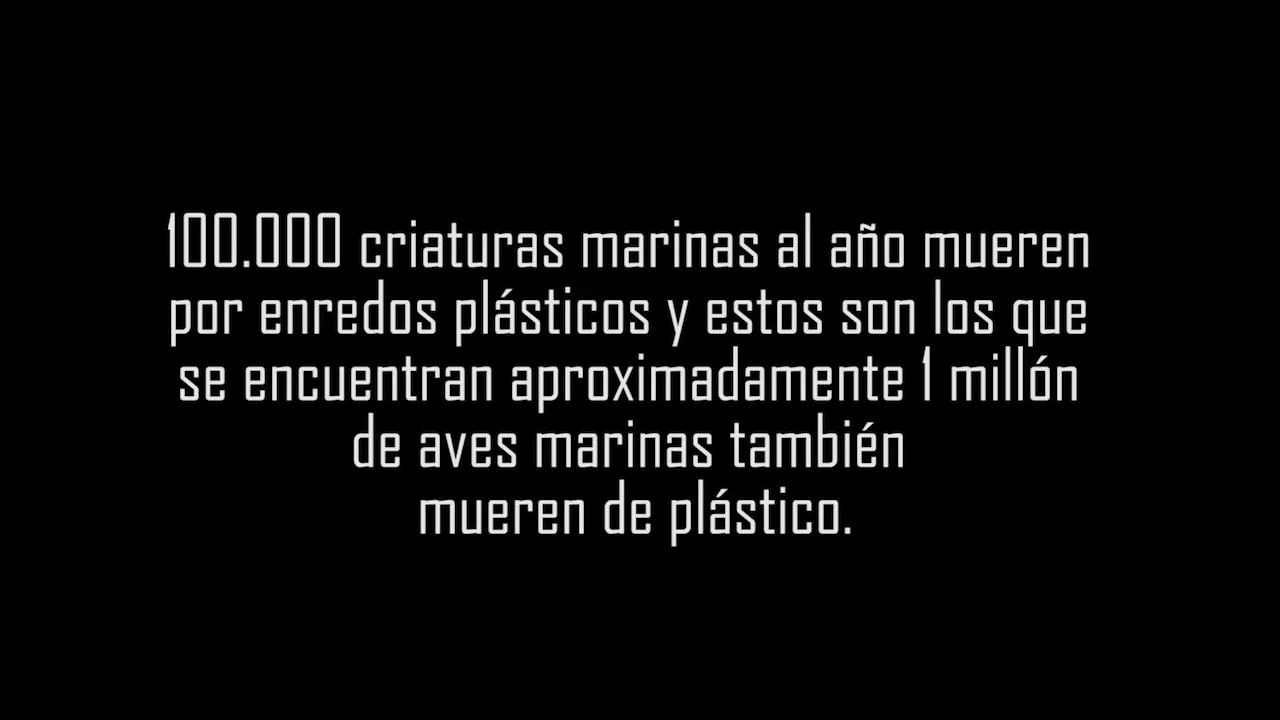 100.000 criaturas marinas al año mueren
por enredos plásticos y estos son los que
se encuentran aproximadamente 1 millón
de aves marinas también
mueren de plástico.